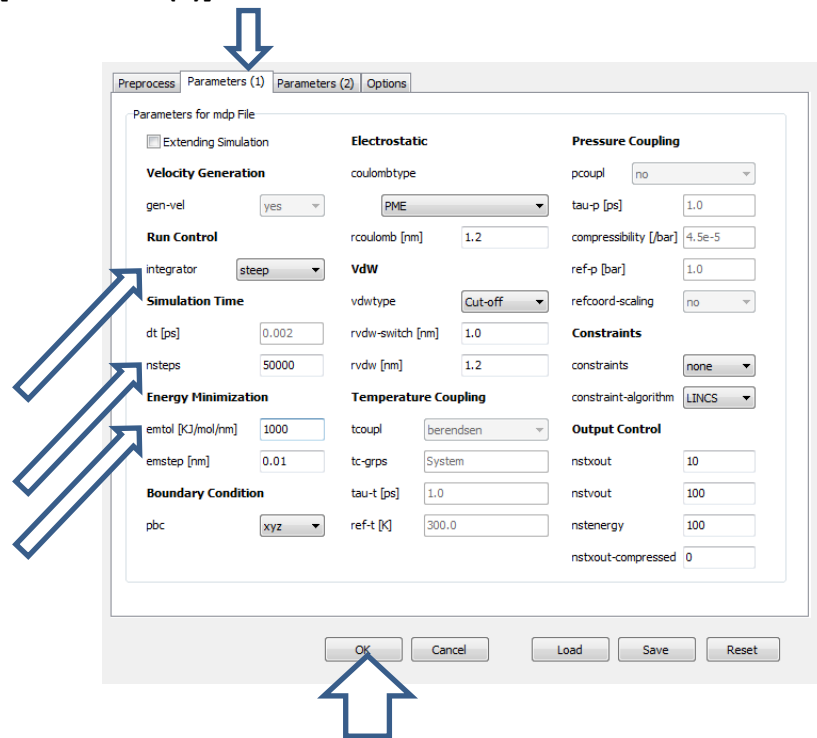 Preprocess Parameters (1) Parameters (2) Options
Parameters for mdp File
Extending Simulation Electrostatic Pressure Coupling
Velocity Generation coulombtype pcoupl no
gen-vel yes PME tau-p [ps] 1.0
Run Control rcoulomb [nm] 1.2 compressibility [/bar] 4.5e-5
integrator steep VdW ref-p [bar] 1.0
Simulation Time vdwtype Cut-off refcoord-scaling no
dt [ps] 0.002 rvdw-switch [nm] 1.0 Constraints
nsteps 50000 rvdw [nm] 1.2 constraints none
Energy Minimization Temperature Coupling constraint-algorithm LINCS
emtol [KJ/mol/nm] 1000 tcoupl berendsen Output Control
emstep [nm] 0.01 tc-grps System nstxout 10
Boundary Condition tau-t [ps] 1.0 nstvout 100
pbc xyz ref-t [K] 300.0 nstenergy 100
nstxout-compressed 0
OK Cancel Load Save Reset